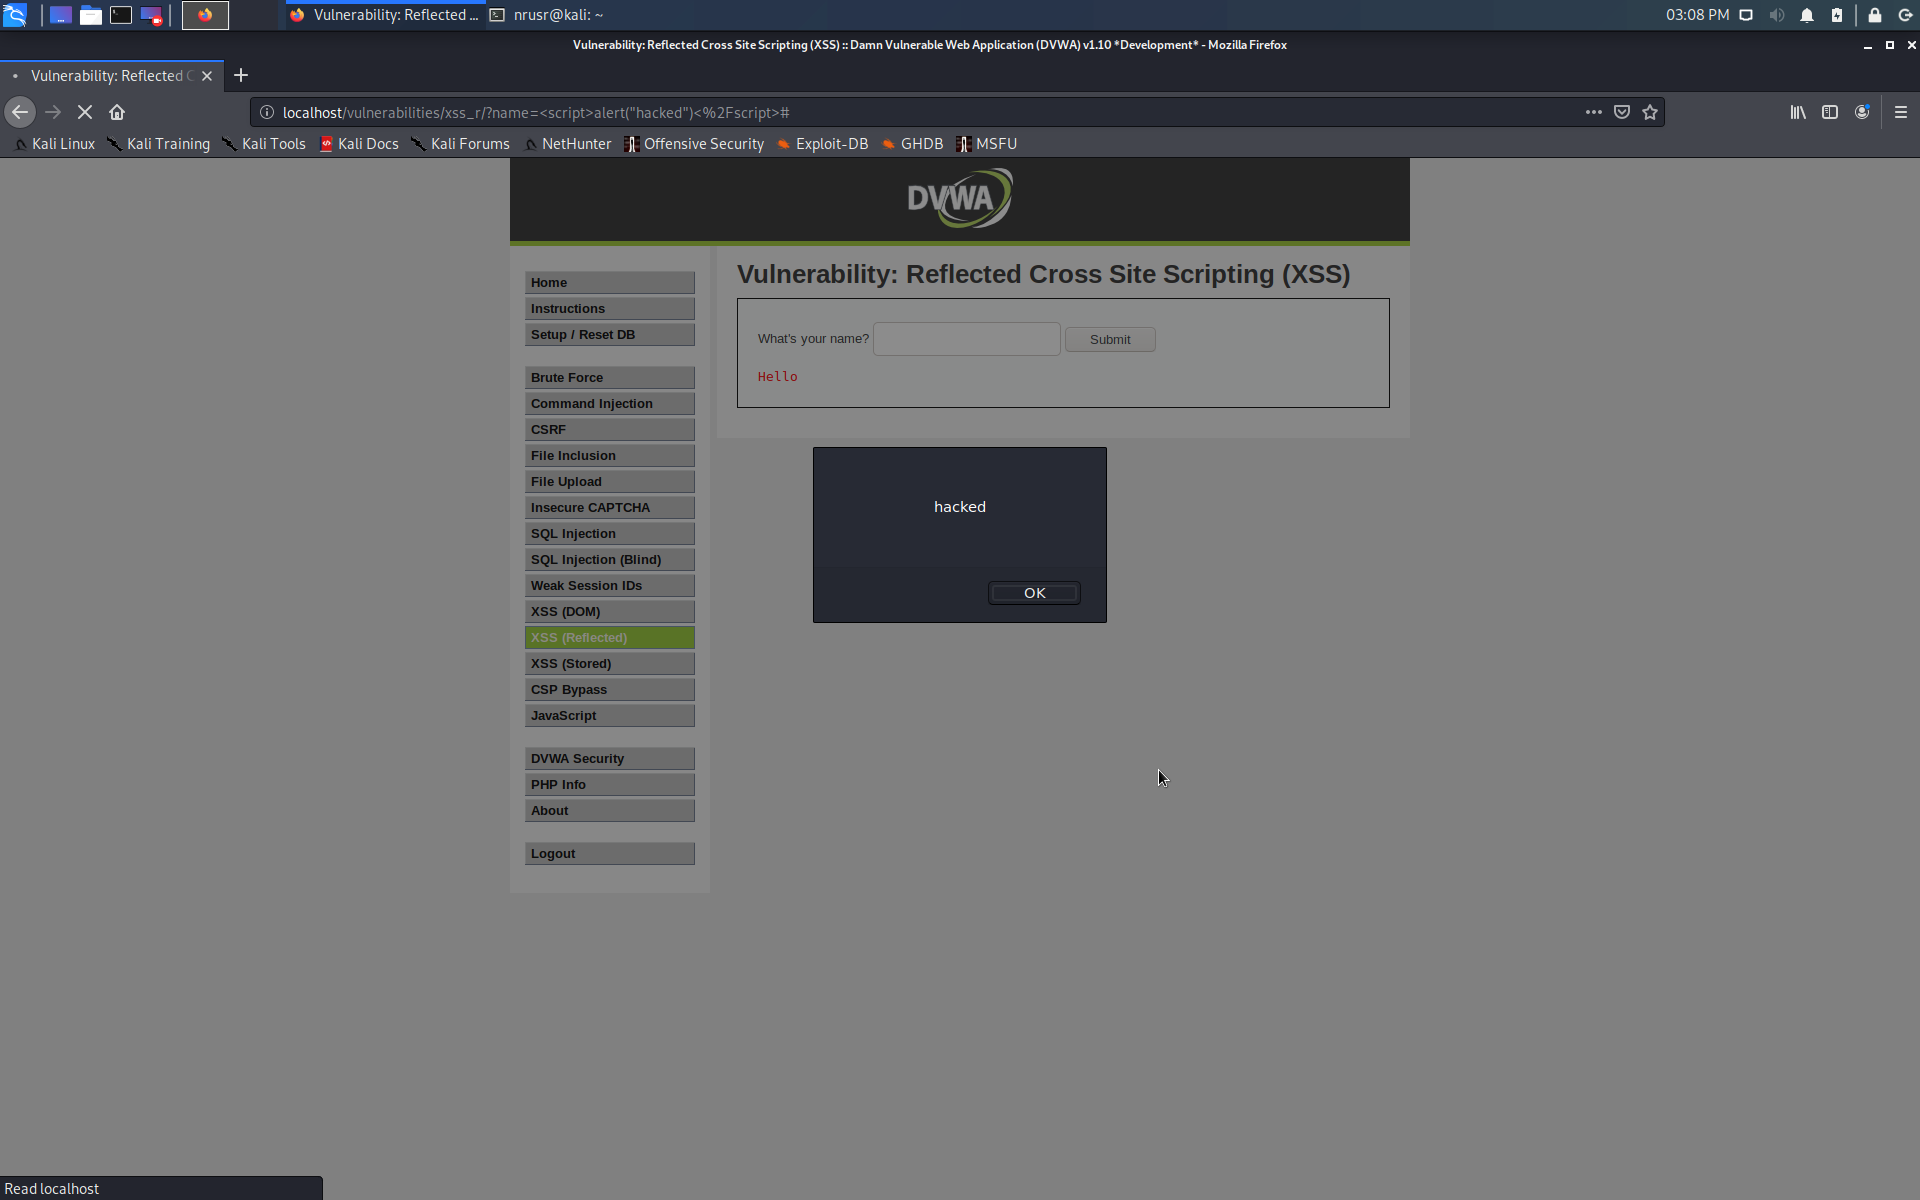 Vulnerability: Reflected ...
nrusr@kali: ~
03:08 PM
Vulnerability: Reflected Cross Site Scripting (XSS) :: Damn Vulnerable Web Application (DVWA) v1.10 *Development* - Mozilla Firefox
Vulnerability: Reflected C
localhost/vulnerabilities/xss_r/?name=<script>alert("hacked")<%2Fscript>#
Kali Linux Kali Training Kali Tools Kali Docs Kali Forums NetHunter Offensive Security Exploit-DB GHDB MSFU
DVWA
Home
Instructions
Setup / Reset DB
Brute Force
Command Injection
CSRF
File Inclusion
File Upload
Insecure CAPTCHA
SQL Injection
SQL Injection (Blind)
Weak Session IDs
XSS (DOM)
XSS (Reflected)
XSS (Stored)
CSP Bypass
JavaScript
DVWA Security
PHP Info
About
Logout
Vulnerability: Reflected Cross Site Scripting (XSS)
What's your name? Submit
Hello
hacked
OK
Read localhost